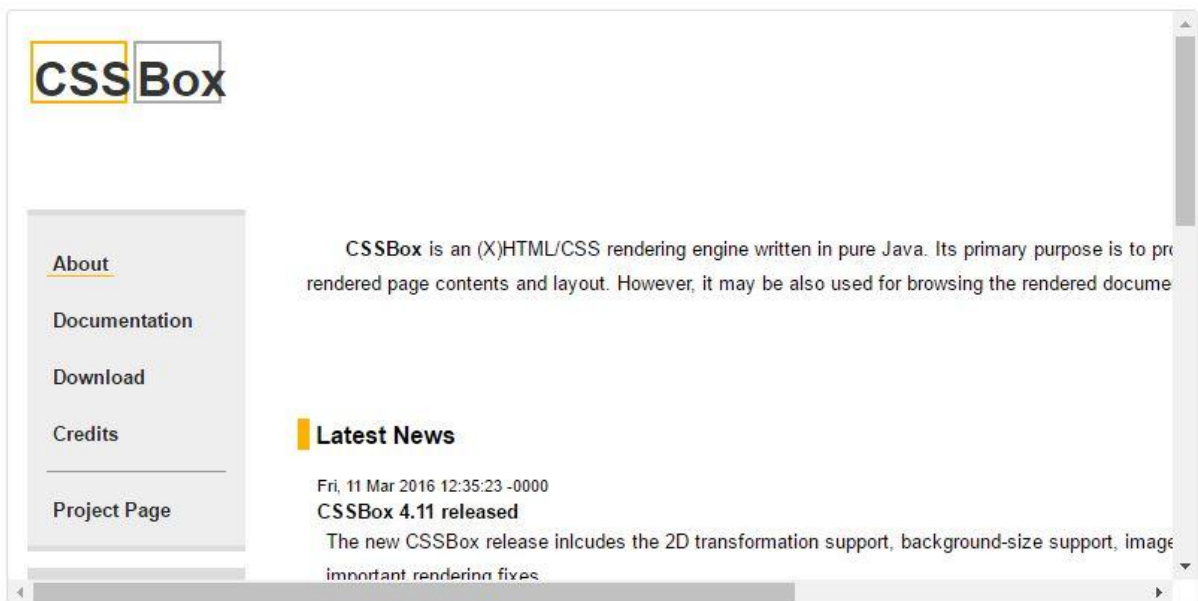 CSSBox
About
Documentation
Download
Credits
Project Page
CSSBox is an (X)HTML/CSS rendering engine written in pure Java. Its primary purpose is to pro
rendered page contents and layout. However, it may be also used for browsing the rendered docume
Latest News
Fri, 11 Mar 2016 12:35:23 -0000
CSSBox 4.11 released
The new CSSBox release inlcudes the 2D transformation support, background-size support, image
important rendering fixes